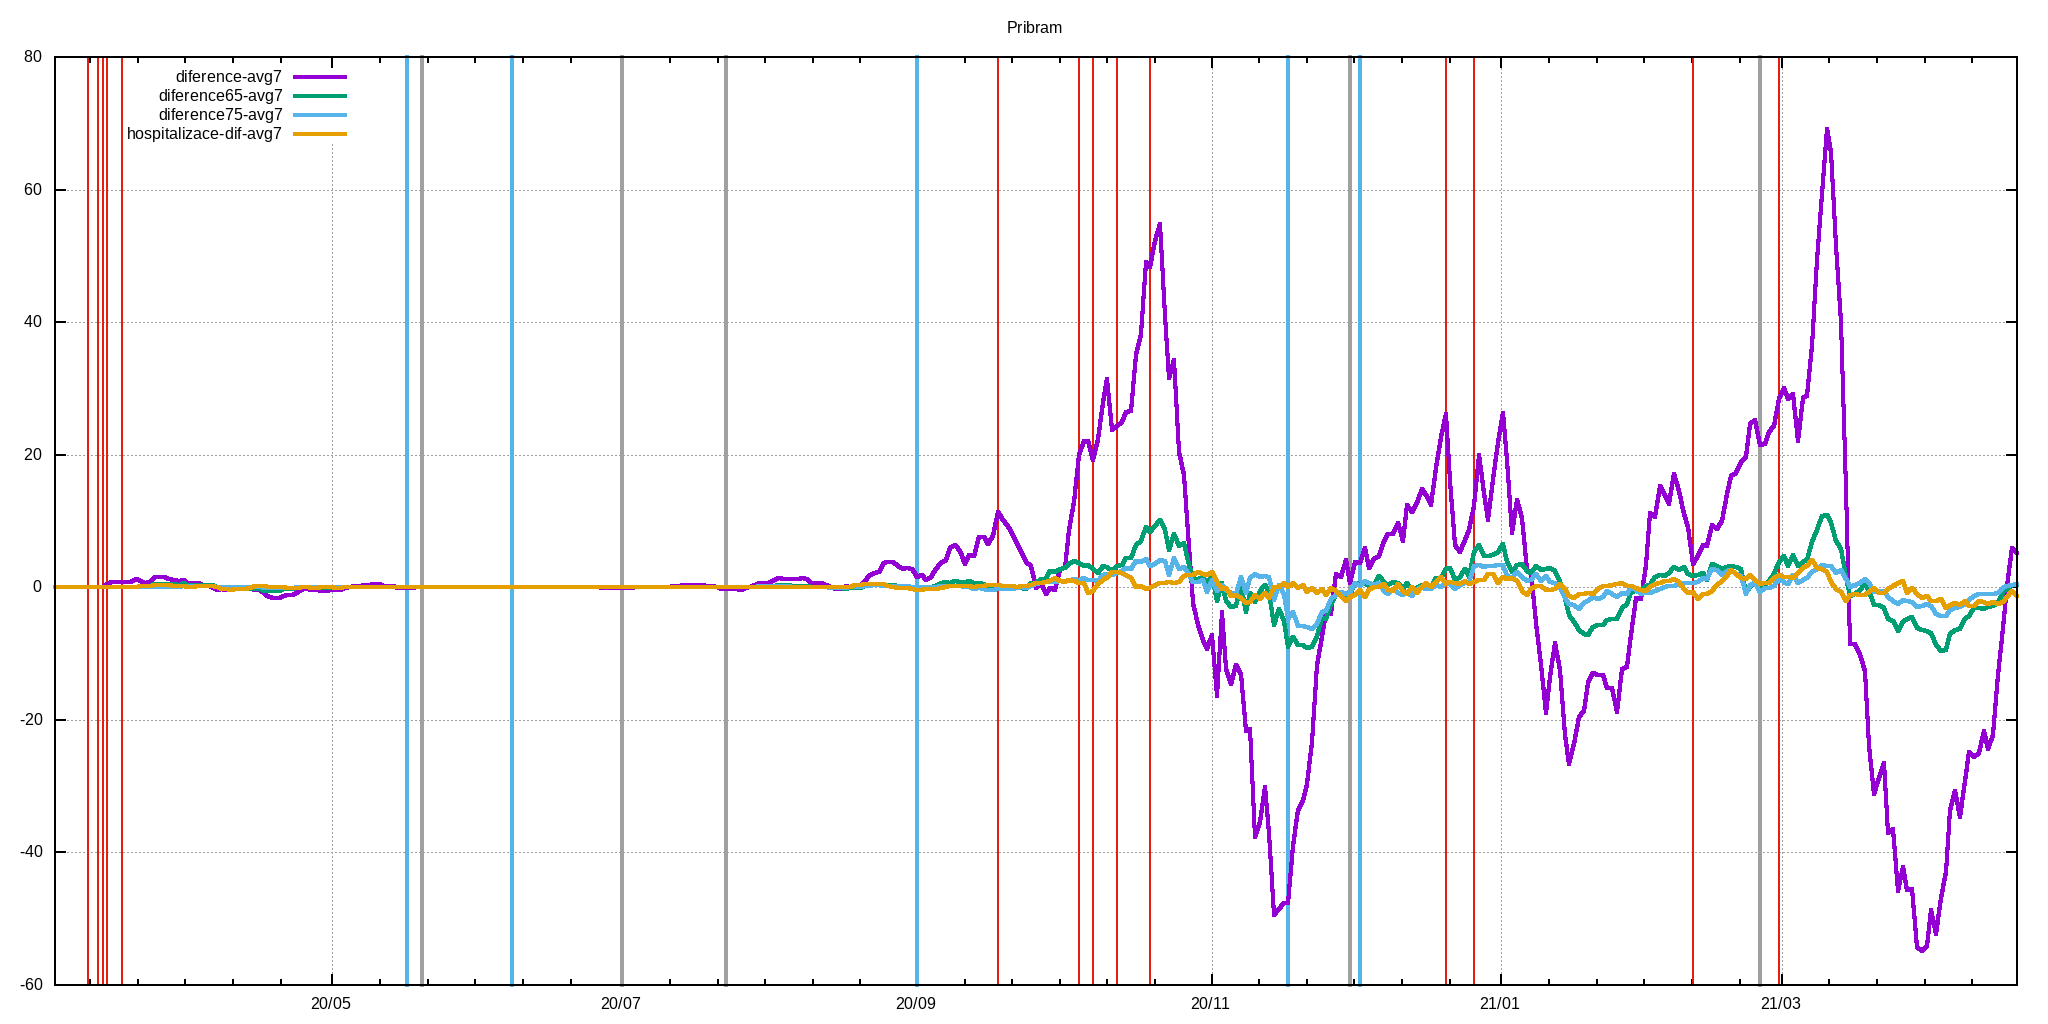 Pribram
80
60
40
20
0
-20
-40
-60
diference-avg7
diference65-avg7
diference75-avg7
hospitalizace-dif-avg7
20/05
20/07
20/09
20/11
21/01
21/03